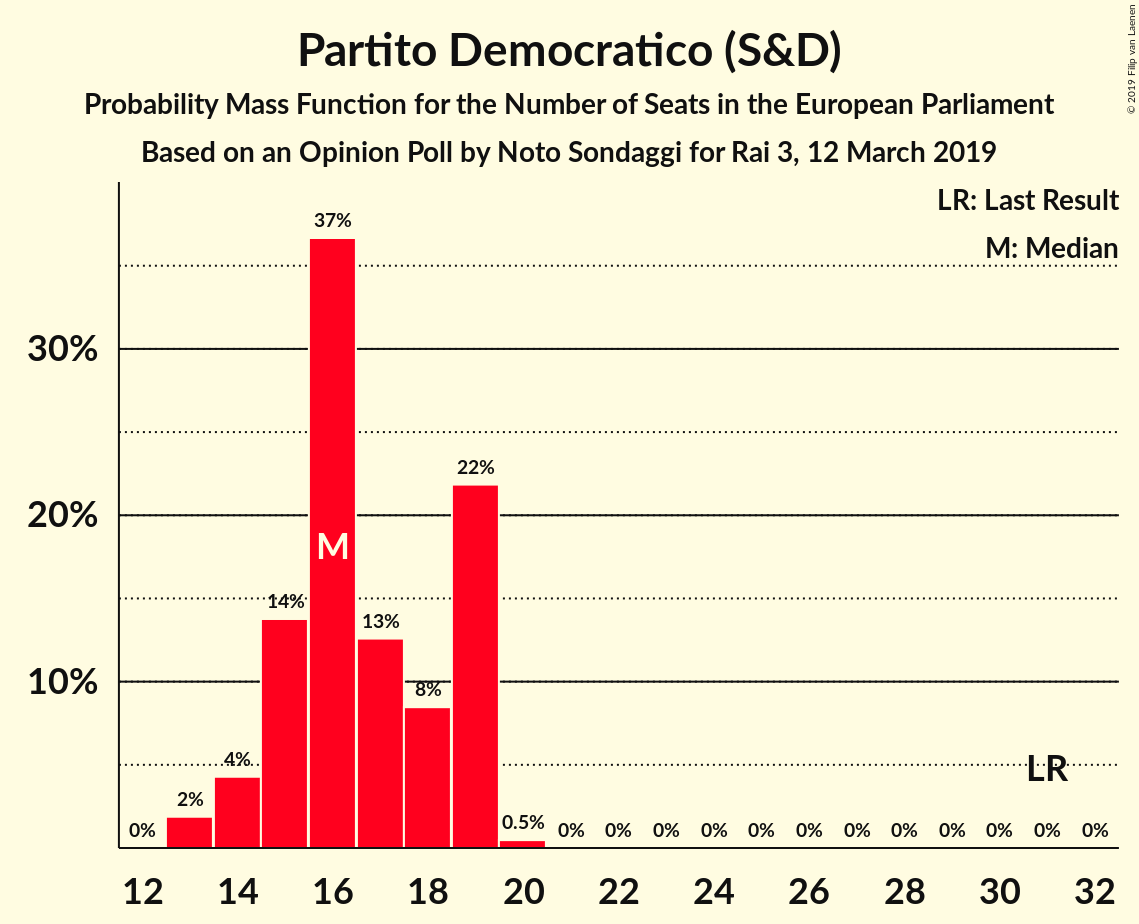 Partito Democratico (S&D)
Probability Mass Function for the Number of Seats in the European Parliament
Based on an Opinion Poll by Noto Sondaggi for Rai 3, 12 March 2019
© 2019 Filip van Laenen
LR: Last Result
M: Median
37%
30%
22%
20%
M
14%
13%
10%
8%
4%
LR
2%
0% 0.5% 0% 0% 0% 0% 0% 0% 0% 0% 0% 0% 0% 0%
12 14 16 18 20 22 24 26 28 30 32